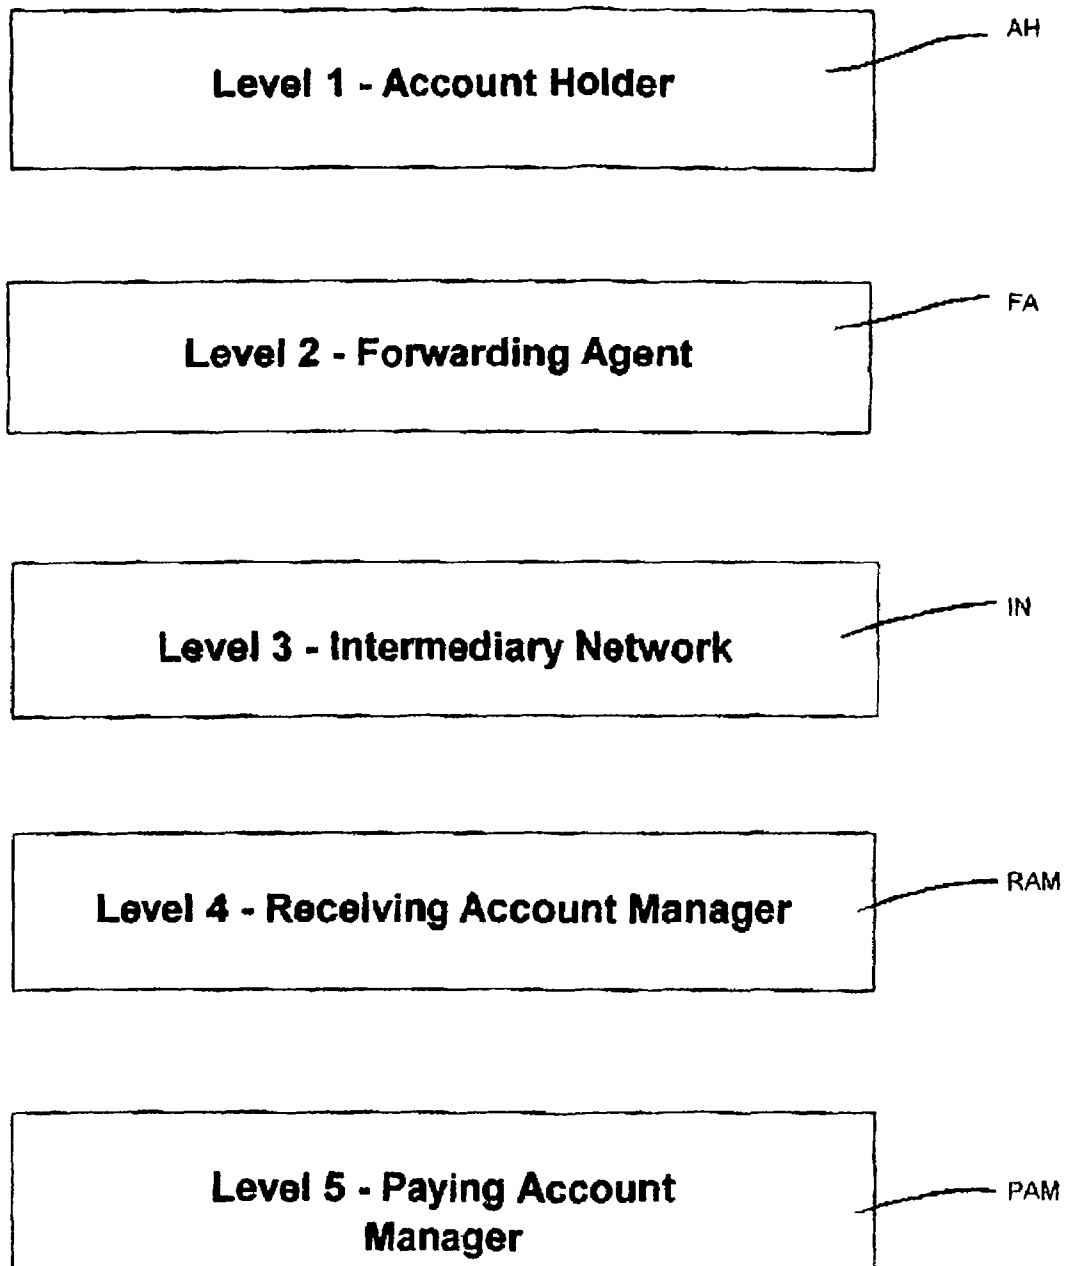 AH
Level 1 - Account Holder
FA
Level 2 - Forwarding Agent
IN
Level 3 - Intermediary Network
RAM
Level 4 - Receiving Account Manager
PAM
Level 5 - Paying Account
Manager